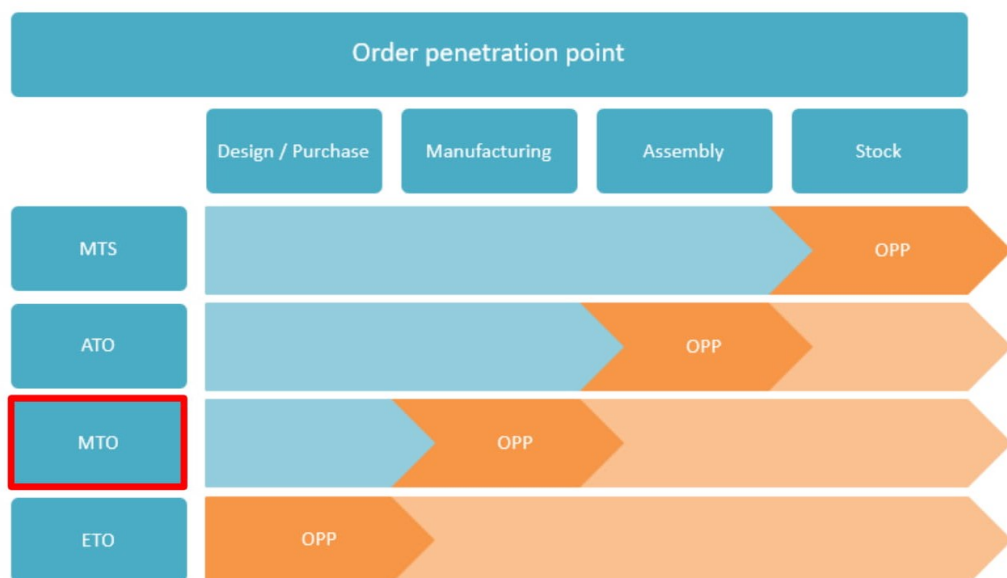 Order penetration point
Design / Purchase
Manufacturing
Assembly
Stock
MTS
OPP
ATO
OPP
MTO
OPP
ETO
OPP